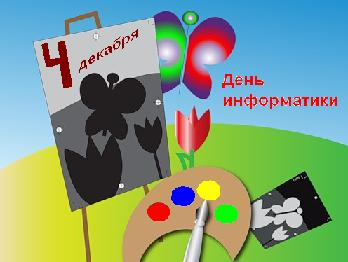 4
декабря
День
информатики